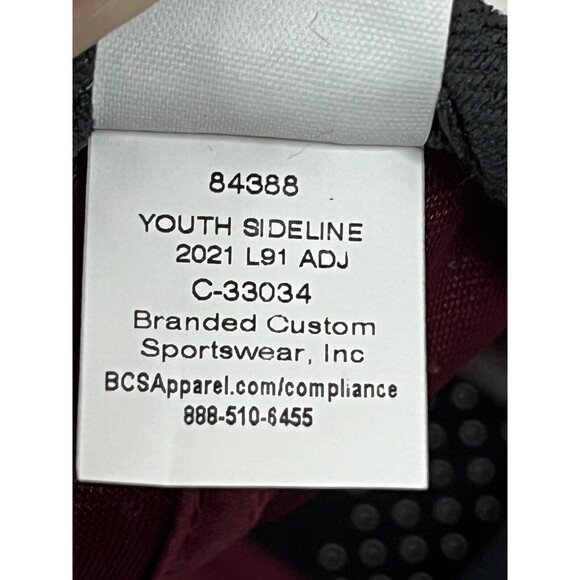 84388
YOUTH SIDELINE
2021 L91 ADJ
C-33034
Branded Custom
Sportswear, Inc
BCSApparel.com/compliance
888-510-6455